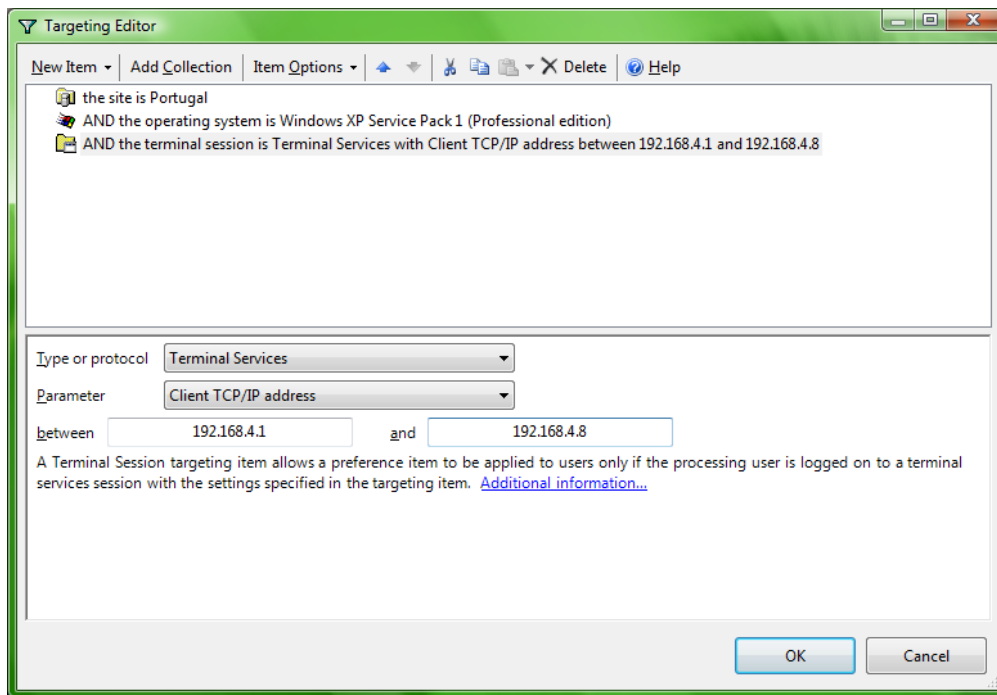 Targeting Editor
New Item Add Collection Item Options Delete Help
the site is Portugal
AND the operating system is Windows XP Service Pack 1 (Professional edition)
AND the terminal session is Terminal Services with Client TCP/IP address between 192.168.4.1 and 192.168.4.8
Type or protocol Terminal Services
Parameter Client TCP/IP address
between 192.168.4.1 and 192.168.4.8
A Terminal Session targeting item allows a preference item to be applied to users only if the processing user is logged on to a terminal
services session with the settings specified in the targeting item. Additional information...
OK Cancel